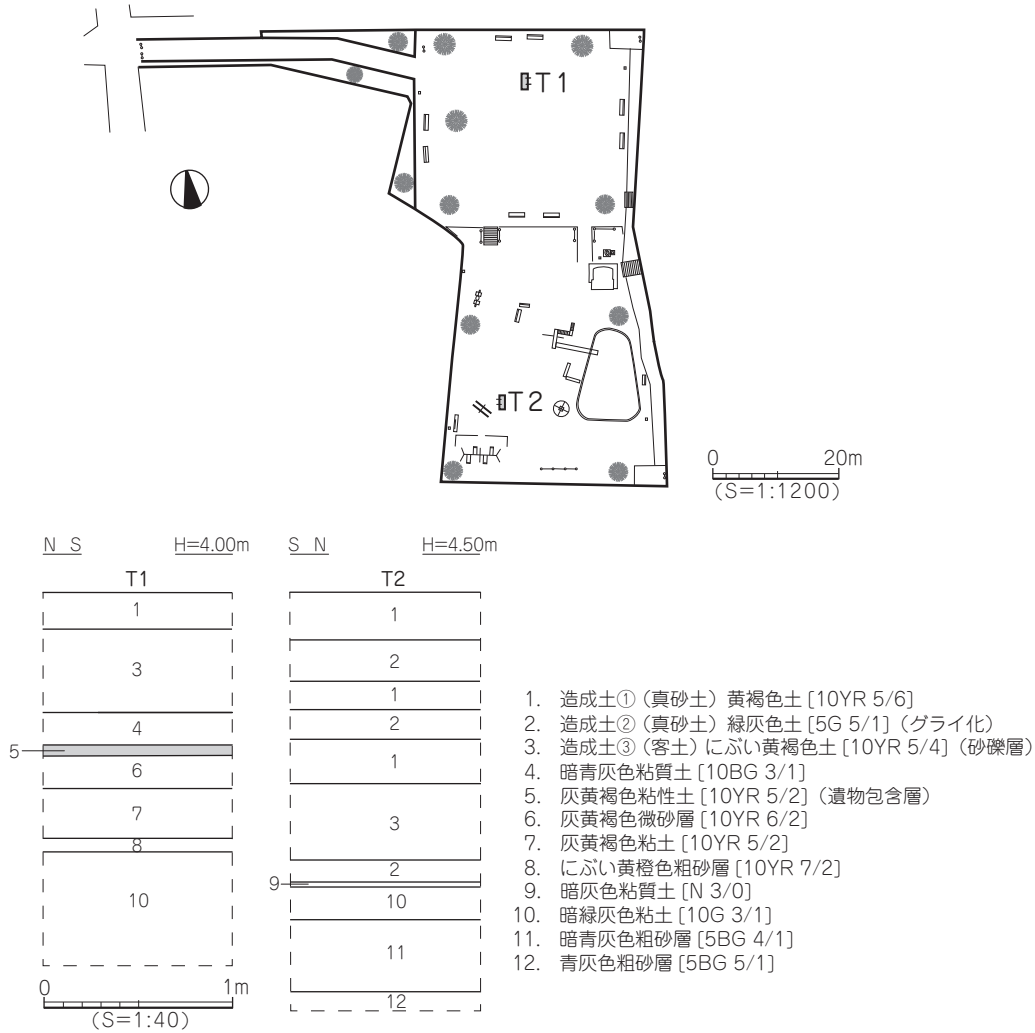 T1
T2
0 20m
(S=1:1200)
N S H=4.00m
T1
1
3
4
5
6
7
8
10
0 1m
(S=1:40)
S N H=4.50m
T2
1
2
1
2
1
3
2
9
10
11
12
1. 造成土①（真砂土）黄褐色土 [10YR 5/6]
2. 造成土②（真砂土）緑灰色土 [5G 5/1]（グライ化）
3. 造成土③（客土）にぶい黄褐色土 [10YR 5/4]（砂礫層）
4. 暗青灰色粘質土 [10BG 3/1]
5. 灰黄褐色粘性土 [10YR 5/2]（遺物包含層）
6. 灰黄褐色微砂層 [10YR 6/2]
7. 灰黄褐色粘土 [10YR 5/2]
8. にぶい黄橙色粗砂層 [10YR 7/2]
9. 暗灰色粘質土 [N 3/0]
10. 暗緑灰色粘土 [10G 3/1]
11. 暗青灰色粗砂層 [5BG 4/1]
12. 青灰色粗砂層 [5BG 5/1]